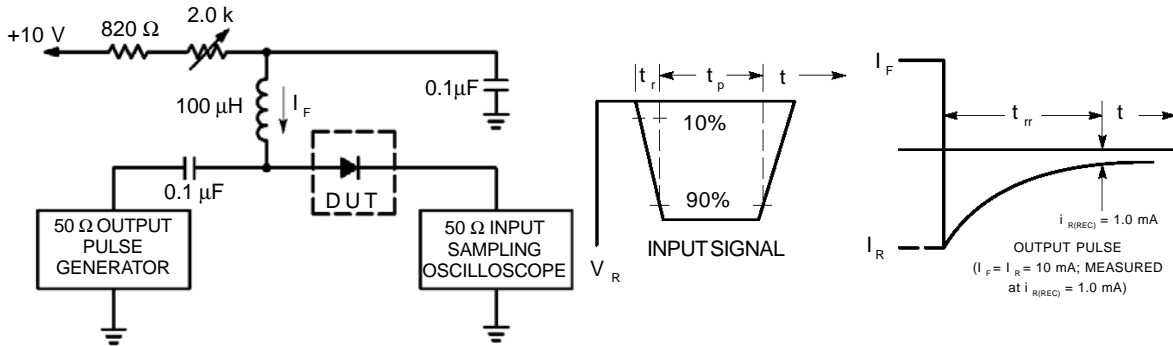 +10 V
820 Ω
2.0 k
100 µH
I F
0.1µF
0.1 µF
DUT
50 Ω OUTPUT
PULSE
GENERATOR
50 Ω INPUT
SAMPLING
OSCILLOSCOPE
t r
t p
t
10%
90%
V R
INPUT SIGNAL
I F
t rr
t
I R
i R(REC) = 1.0 mA
OUTPUT PULSE
(I F = I R = 10 mA; MEASURED
at i R(REC) = 1.0 mA)